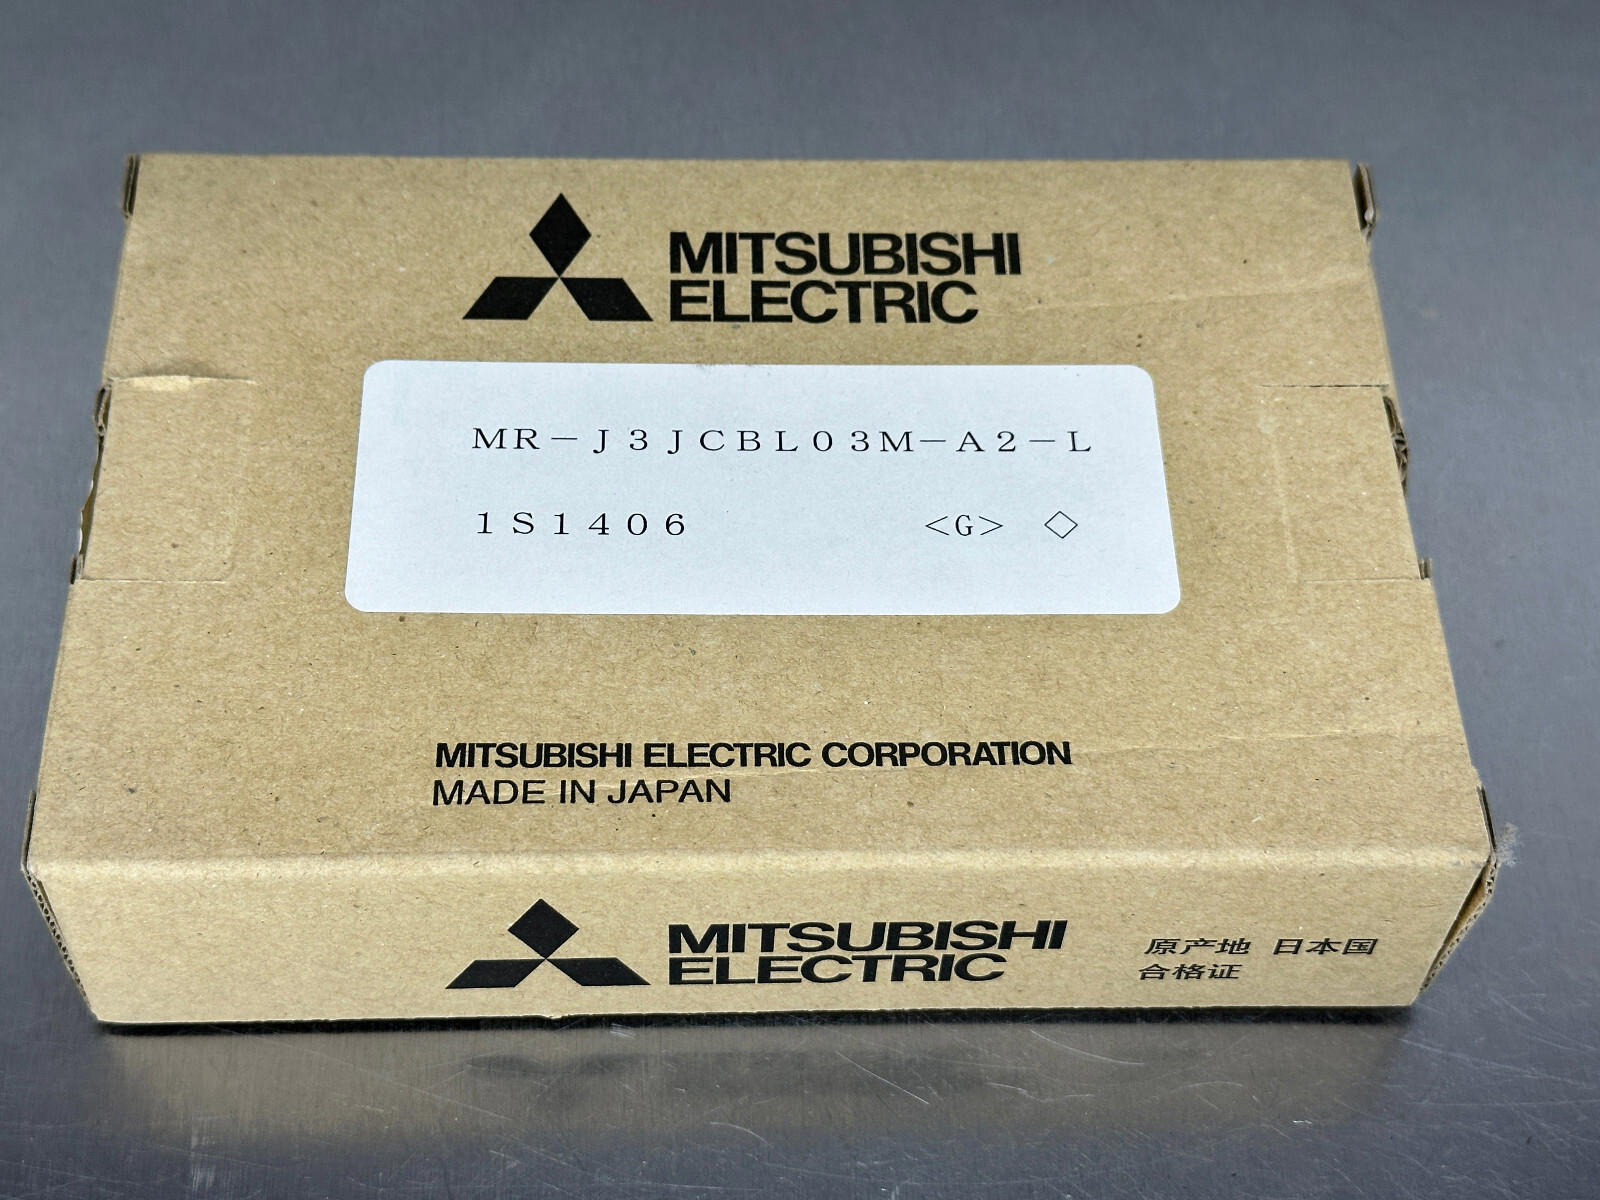 MITSUBISHI
ELECTRIC
MR-J3JCBL03M-A2-L
1S1406 <G> ◇
MITSUBISHI ELECTRIC CORPORATION
MADE IN JAPAN
MITSUBISHI
ELECTRIC
原产地 日本国
合格证